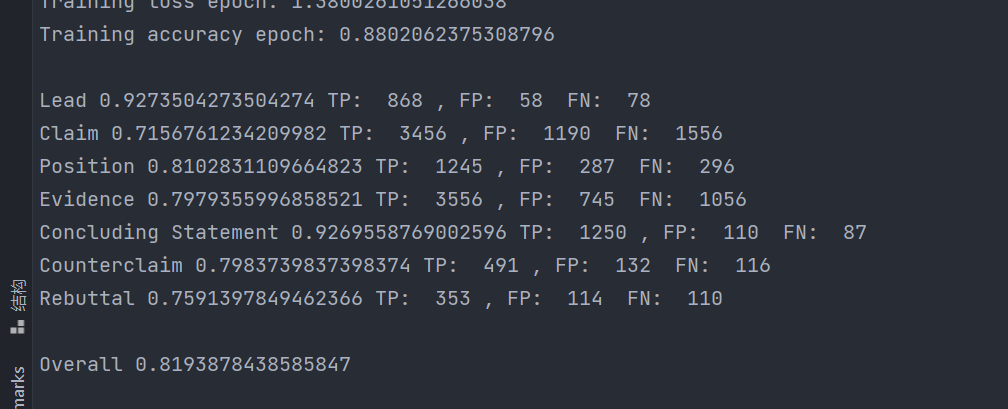 Training loss epoch: 1.3800281051288038
Training accuracy epoch: 0.8802062375308796
Lead 0.9273504273504274 TP:  868 , FP:  58  FN:  78
Claim 0.7156761234209982 TP:  3456 , FP:  1190  FN:  1556
Position 0.8102831109664823 TP:  1245 , FP:  287  FN:  296
Evidence 0.7979355996858521 TP:  3556 , FP:  745  FN:  1056
Concluding Statement 0.9269558769002596 TP:  1250 , FP:  110  FN:  87
Counterclaim 0.7983739837398374 TP:  491 , FP:  132  FN:  116
Rebuttal 0.7591397849462366 TP:  353 , FP:  114  FN:  110
Overall 0.8193878438585847
结构
marks